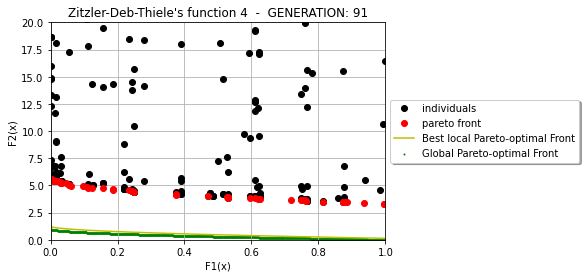 Zitzler-Deb-Thiele's function 4 - GENERATION: 91
20.0
17.5
15.0
12.5
10.0
7.5
5.0
2.5
0.0
F2(x)
0.0 0.2 0.4 0.6 0.8 1.0
F1(x)
individuals
pareto front
Best local Pareto-optimal Front
Global Pareto-optimal Front